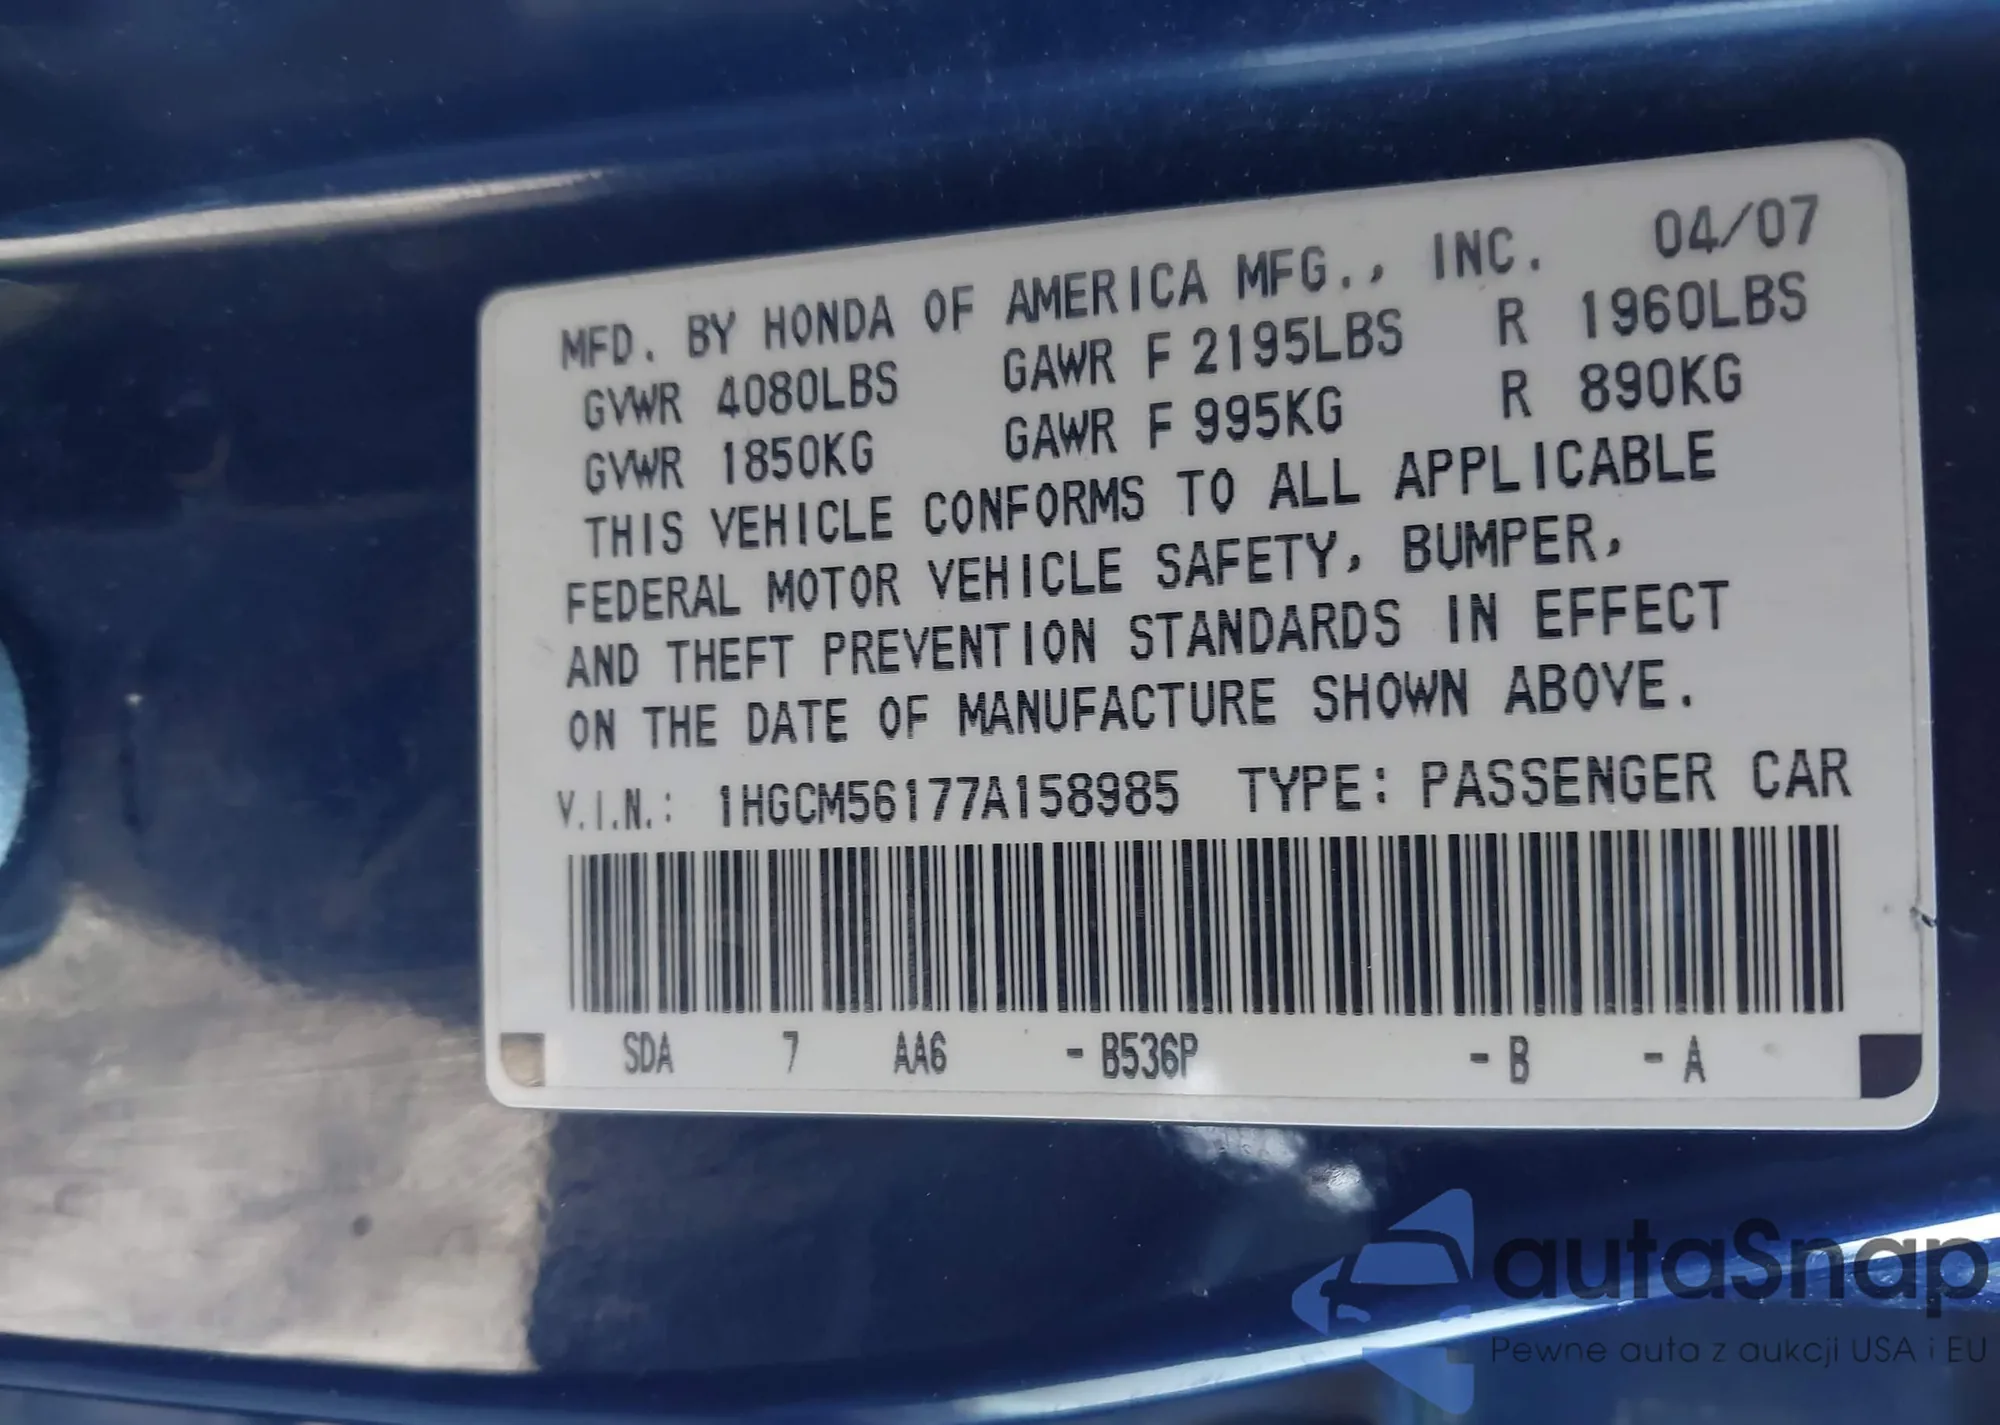 MFD. BY HONDA OF AMERICA MFG., INC. 04/07
GVWR 4080LBS GAWR F 2195LBS R 1960LBS
GVWR 1850KG GAWR F 995KG R 890KG
THIS VEHICLE CONFORMS TO ALL APPLICABLE
FEDERAL MOTOR VEHICLE SAFETY, BUMPER,
AND THEFT PREVENTION STANDARDS IN EFFECT
ON THE DATE OF MANUFACTURE SHOWN ABOVE.
V.I.N.: 1HGCM56177A158985 TYPE: PASSENGER CAR
SDA 7 AA6 - B536P - B - A
autaSnap
Pewne auta z aukcji USA i EU